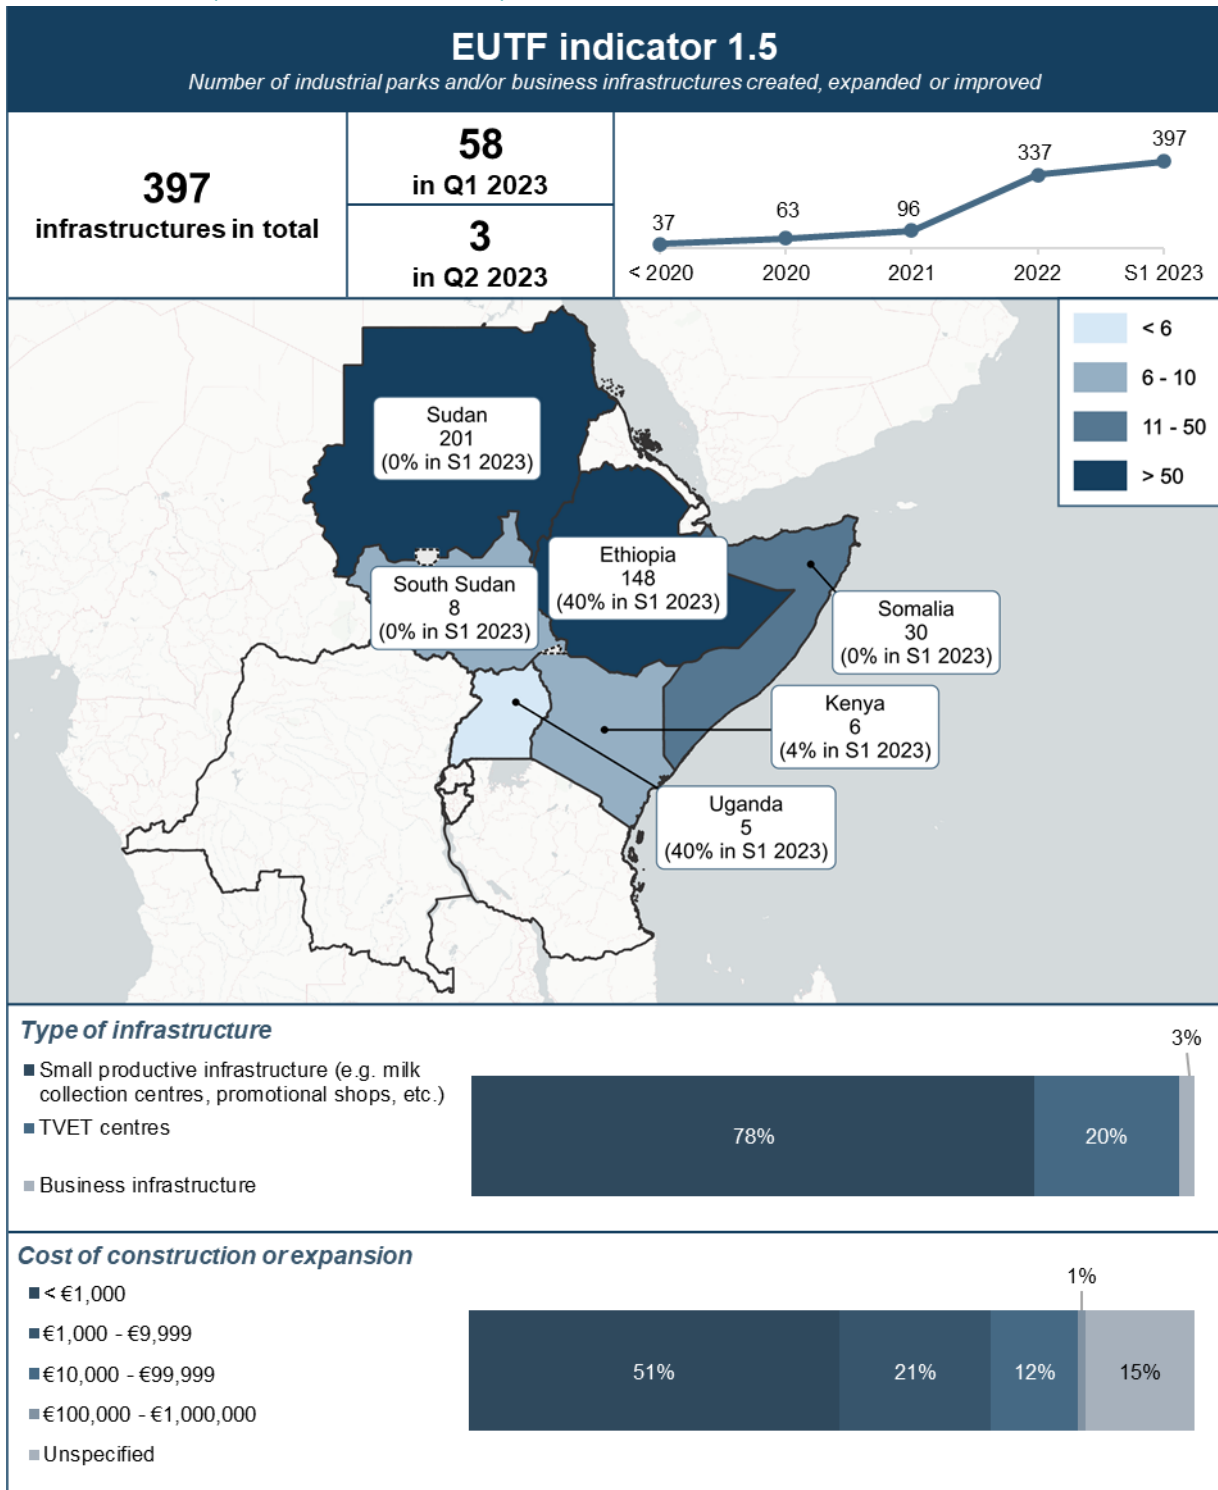 EUTF indicator 1.5
Number of industrial parks and/or business infrastructures created, expanded or improved
397
infrastructures in total
58
in Q1 2023
3
in Q2 2023
37
63
96
337
397
< 2020
2020
2021
2022
S1 2023
< 6
6 - 10
11 - 50
> 50
Sudan
201
(0% in S1 2023)
Ethiopia
148
(40% in S1 2023)
South Sudan
8
(0% in S1 2023)
Somalia
30
(0% in S1 2023)
Kenya
6
(4% in S1 2023)
Uganda
5
(40% in S1 2023)
Type of infrastructure
Small productive infrastructure (e.g. milk
collection centres, promotional shops, etc.)
TVET centres
Business infrastructure
78%
20%
3%
Cost of construction or expansion
< €1,000
€1,000 - €9,999
€10,000 - €99,999
€100,000 - €1,000,000
Unspecified
51%
21%
12%
1%
15%